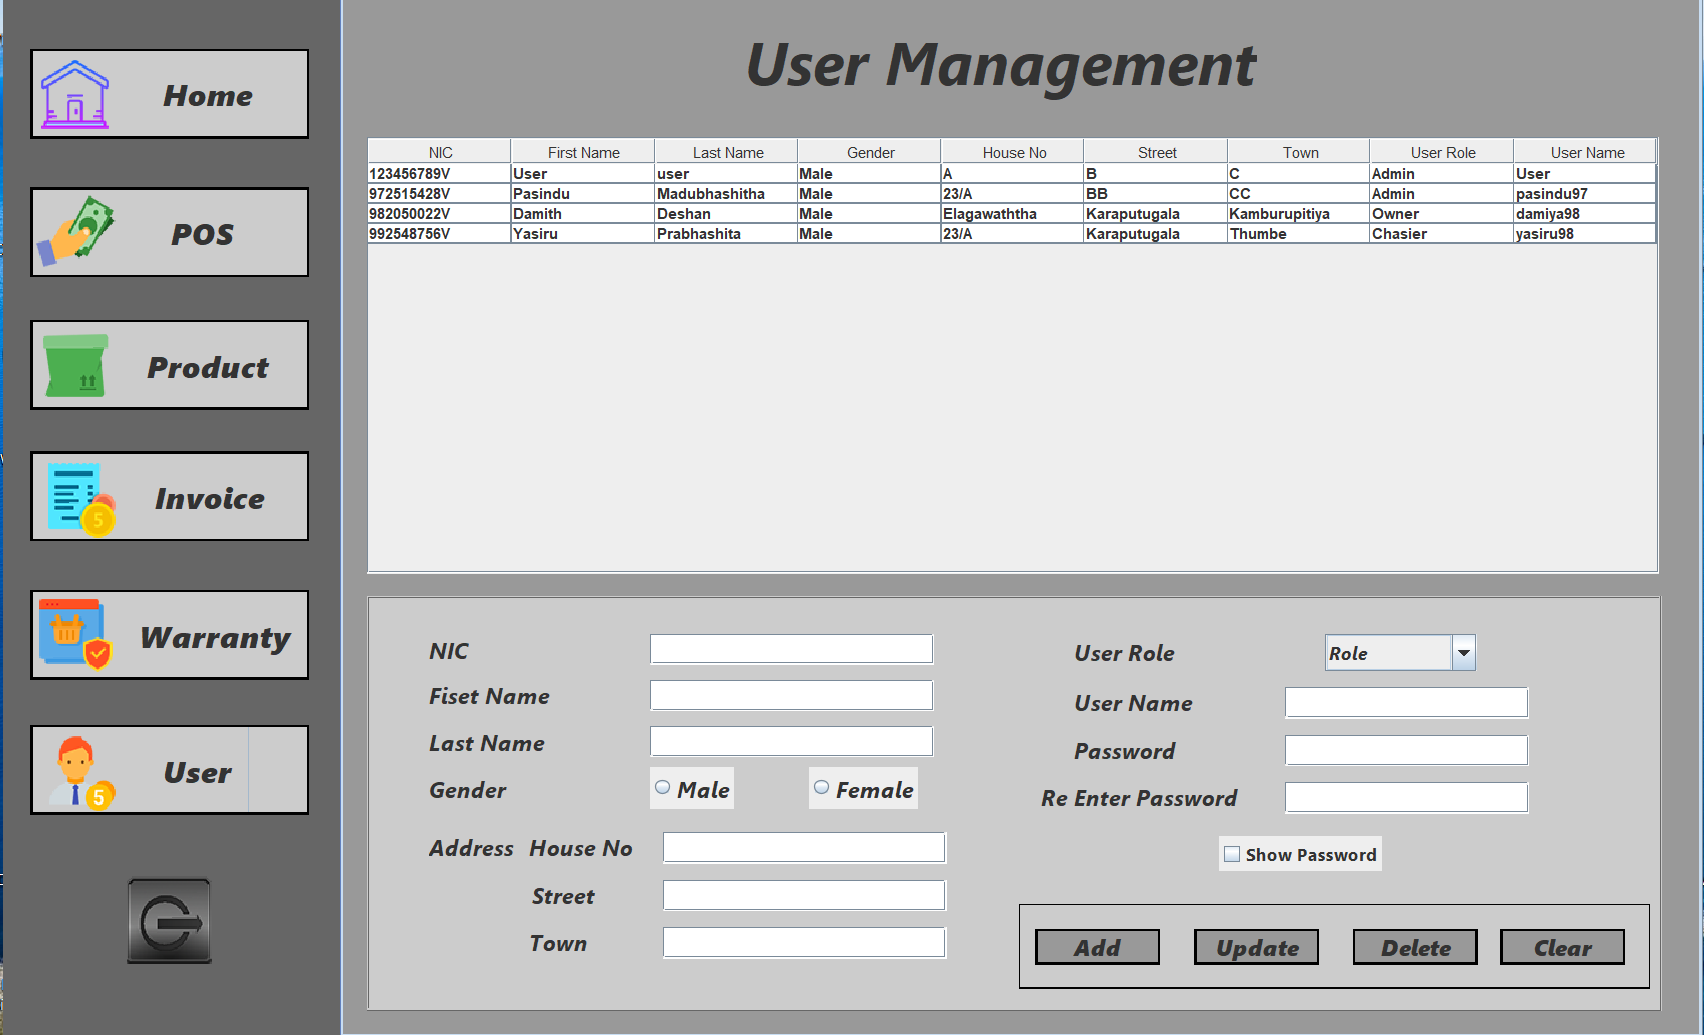 Home
POS
Product
Invoice
5
Warranty
User
5
User Management
NIC First Name Last Name Gender House No Street Town User Role User Name
123456789V User user Male A B C Admin User
972515428V Pasindu Madubhashitha Male 23/A BB CC Admin pasindu97
982050022V Damith Deshan Male Elagawaththa Karaputugala Kamburupitiya Owner damiya98
992548756V Yasiru Prabhashita Male 23/A Karaputugala Thumbe Chasier yasiru98
NIC
Fiset Name
Last Name
Gender Male Female
Address House No
Street
Town
User Role Role
User Name
Password
Re Enter Password
Show Password
Add Update Delete Clear